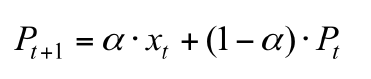 P_{t+1} = α · x_t + (1 − α) · P_t